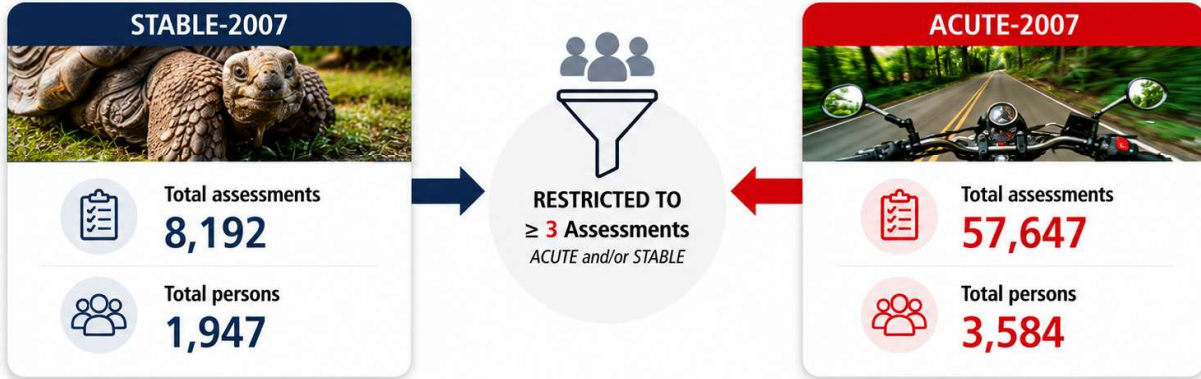 STABLE-2007
Total assessments
8,192
Total persons
1,947
RESTRICTED TO
≥ 3 Assessments
ACUTE and/or STABLE
ACUTE-2007
Total assessments
57,647
Total persons
3,584